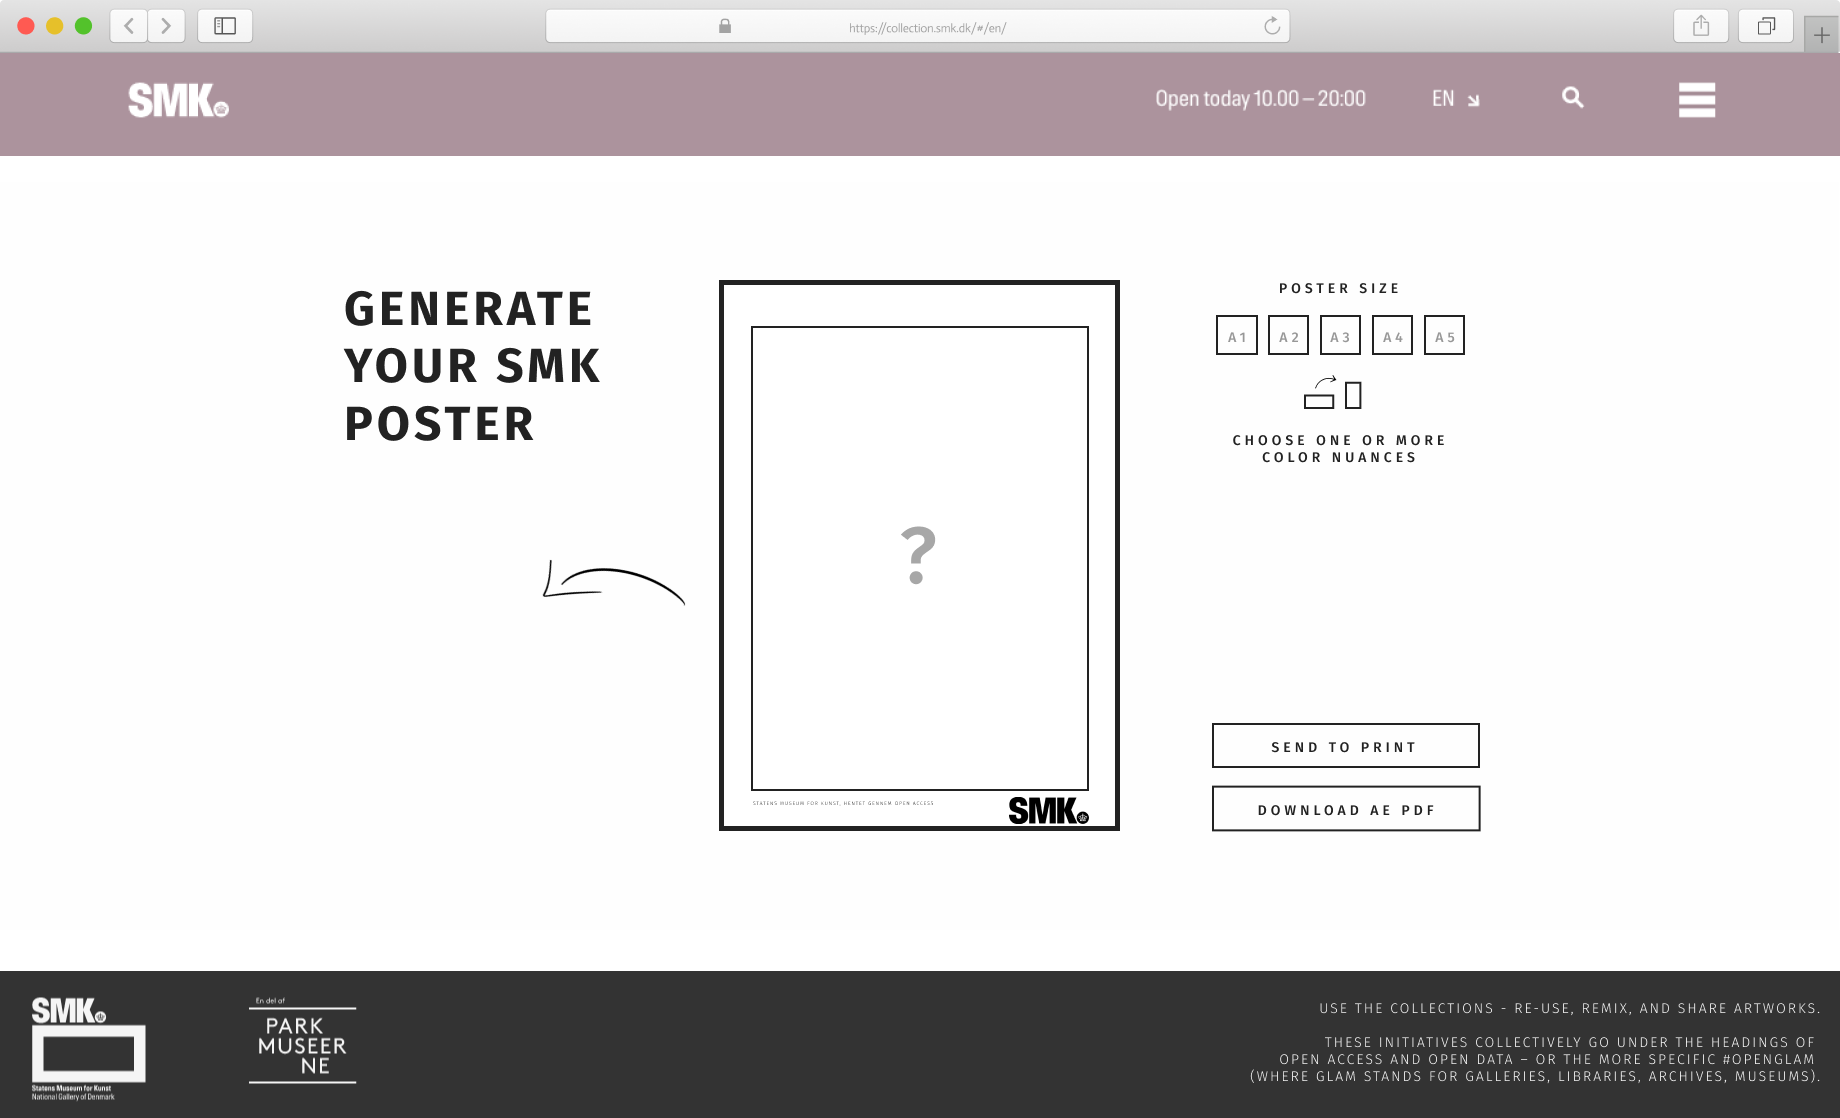 https://collection.smk.dk/#/en/
SMK.
Open today 10.00 – 20:00
EN
GENERATE
YOUR SMK
POSTER
?
STATENS MUSEUM FOR KUNST, HENTET GENNEM OPEN ACCESS
SMK.
POSTER SIZE
A1 A2 A3 A4 A5
CHOOSE ONE OR MORE
COLOR NUANCES
SEND TO PRINT
DOWNLOAD AE PDF
SMK.
Statens Museum for Kunst
National Gallery of Denmark
En del af
PARK
MUSEER
NE
USE THE COLLECTIONS - RE-USE, REMIX, AND SHARE ARTWORKS.
THESE INITIATIVES COLLECTIVELY GO UNDER THE HEADINGS OF
OPEN ACCESS AND OPEN DATA – OR THE MORE SPECIFIC #OPENGLAM
(WHERE GLAM STANDS FOR GALLERIES, LIBRARIES, ARCHIVES, MUSEUMS).